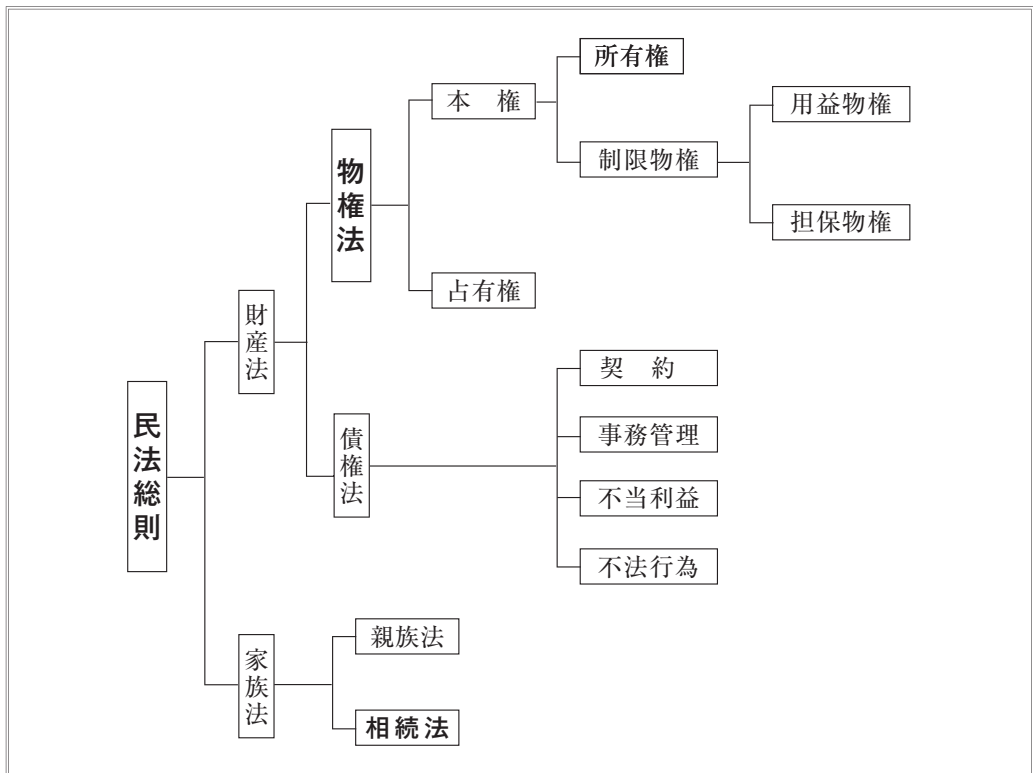 民法総則
財産法
物権法
本　権
所有権
制限物権
用益物権
担保物権
占有権
債権法
契　約
事務管理
不当利益
不法行為
家族法
親族法
相続法